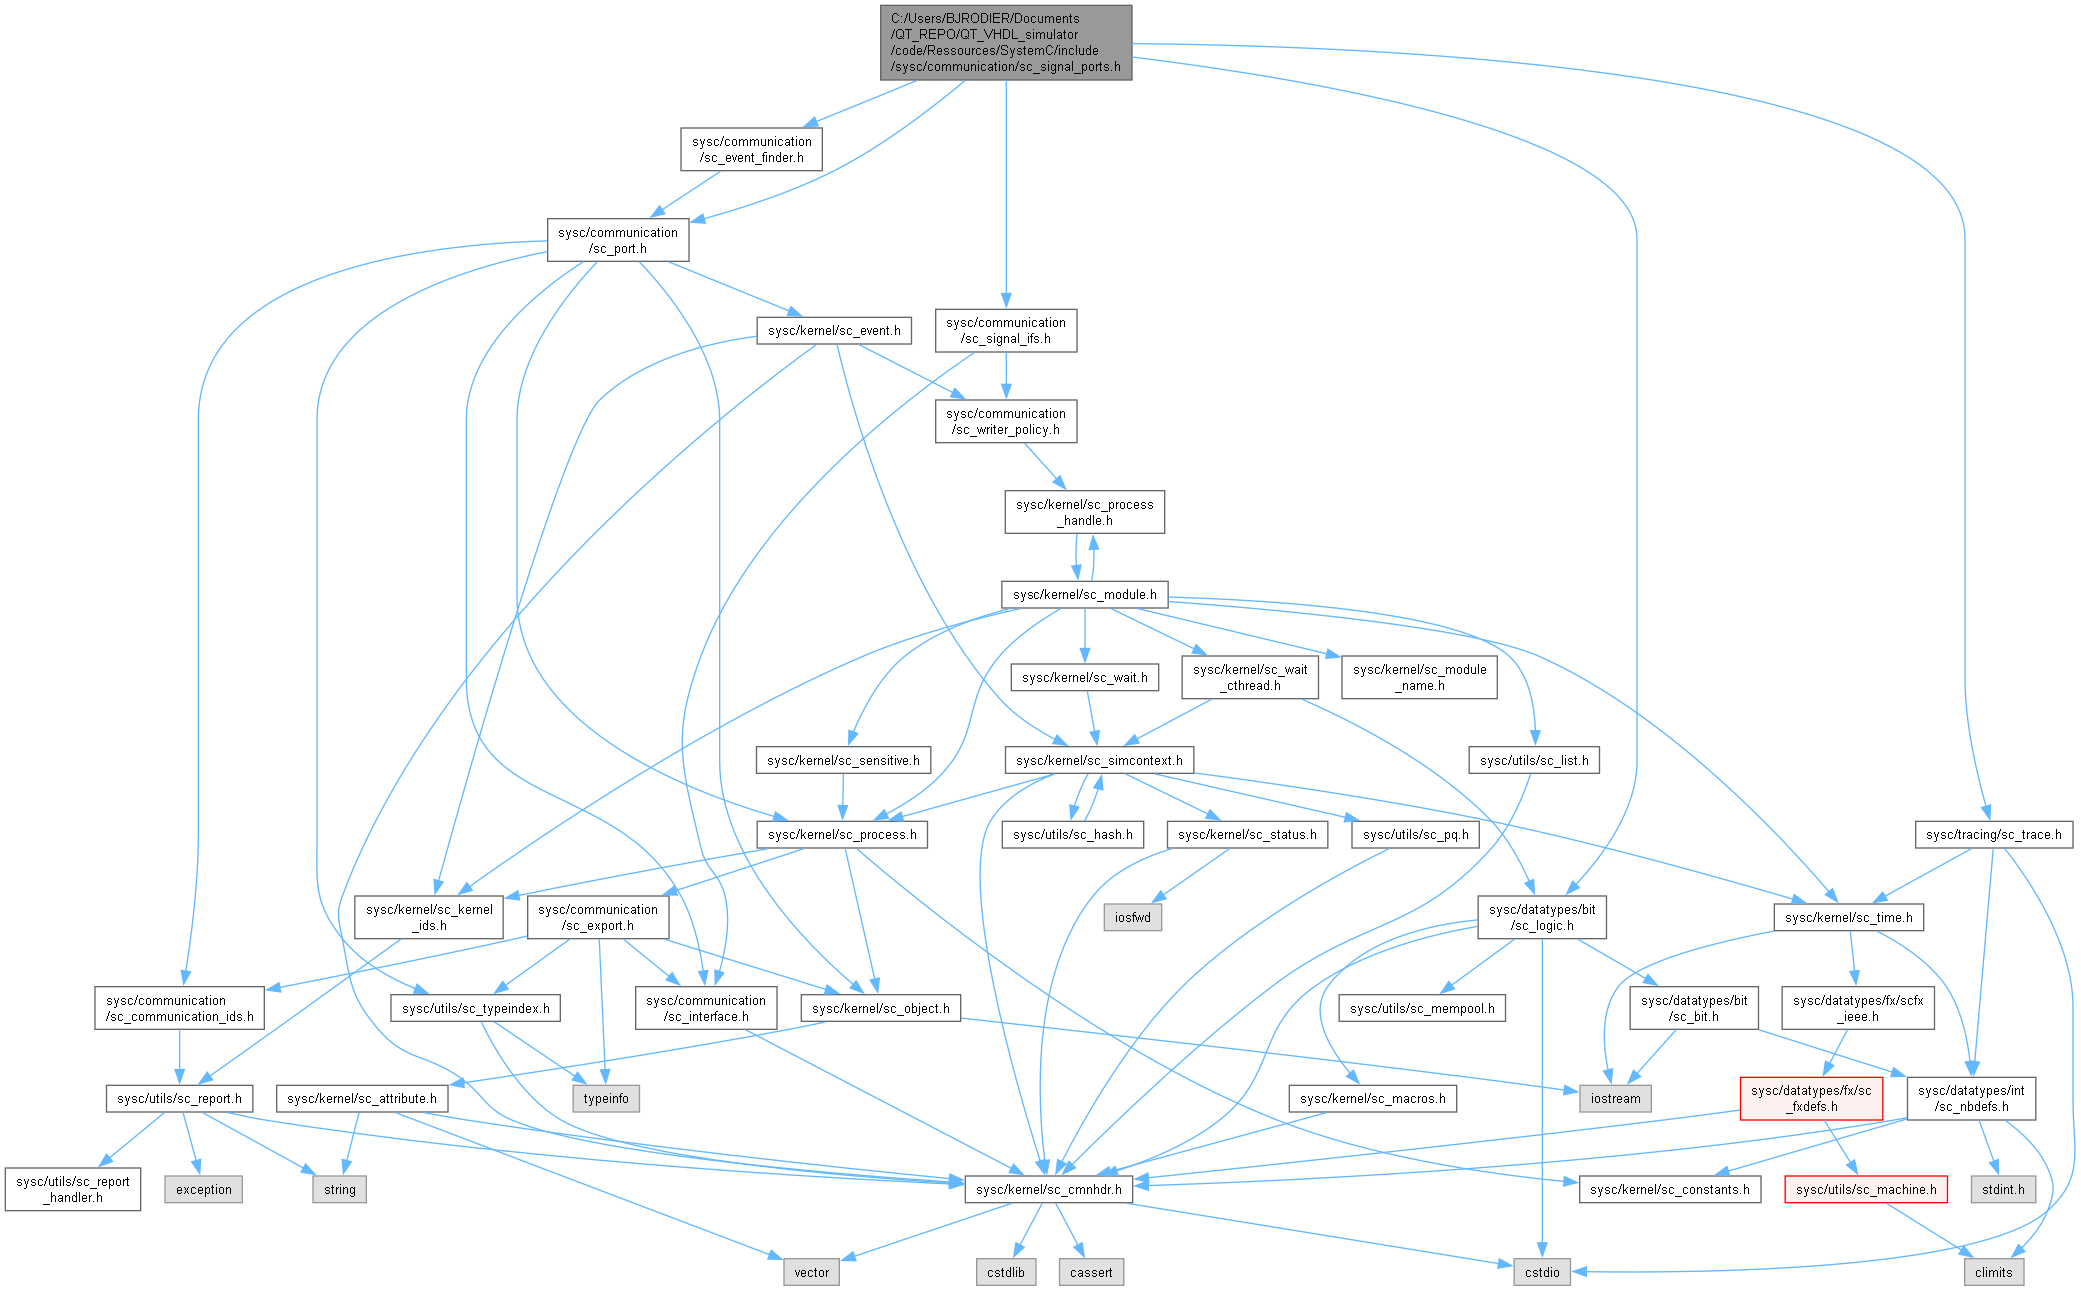 C:/Users/BJRODIER/Documents
/QT_REPO/QT_VHDL_simulator
/code/Ressources/SystemC/include
/sysc/communication/sc_signal_ports.h
sysc/communication
/sc_event_finder.h
sysc/communication
/sc_port.h
sysc/kernel/sc_event.h
sysc/communication
/sc_signal_ifs.h
sysc/communication
/sc_writer_policy.h
sysc/kernel/sc_process
_handle.h
sysc/kernel/sc_module.h
sysc/kernel/sc_wait.h
sysc/kernel/sc_wait
_cthread.h
sysc/kernel/sc_module
_name.h
sysc/kernel/sc_sensitive.h
sysc/kernel/sc_simcontext.h
sysc/utils/sc_list.h
sysc/kernel/sc_process.h
sysc/utils/sc_hash.h
sysc/kernel/sc_status.h
sysc/utils/sc_pq.h
sysc/tracing/sc_trace.h
sysc/kernel/sc_kernel
_ids.h
sysc/communication
/sc_export.h
iosfwd
sysc/datatypes/bit
/sc_logic.h
sysc/kernel/sc_time.h
sysc/communication
/sc_communication_ids.h
sysc/utils/sc_typeindex.h
sysc/communication
/sc_interface.h
sysc/kernel/sc_object.h
sysc/utils/sc_mempool.h
sysc/datatypes/bit
/sc_bit.h
sysc/datatypes/fx/scfx
_ieee.h
sysc/utils/sc_report.h
sysc/kernel/sc_attribute.h
typeinfo
sysc/kernel/sc_macros.h
iostream
sysc/datatypes/fx/sc
_fxdefs.h
sysc/datatypes/int
/sc_nbdefs.h
sysc/utils/sc_report
_handler.h
exception
string
sysc/kernel/sc_cmnhdr.h
sysc/kernel/sc_constants.h
sysc/utils/sc_machine.h
stdint.h
vector
cstdlib
cassert
cstdio
climits